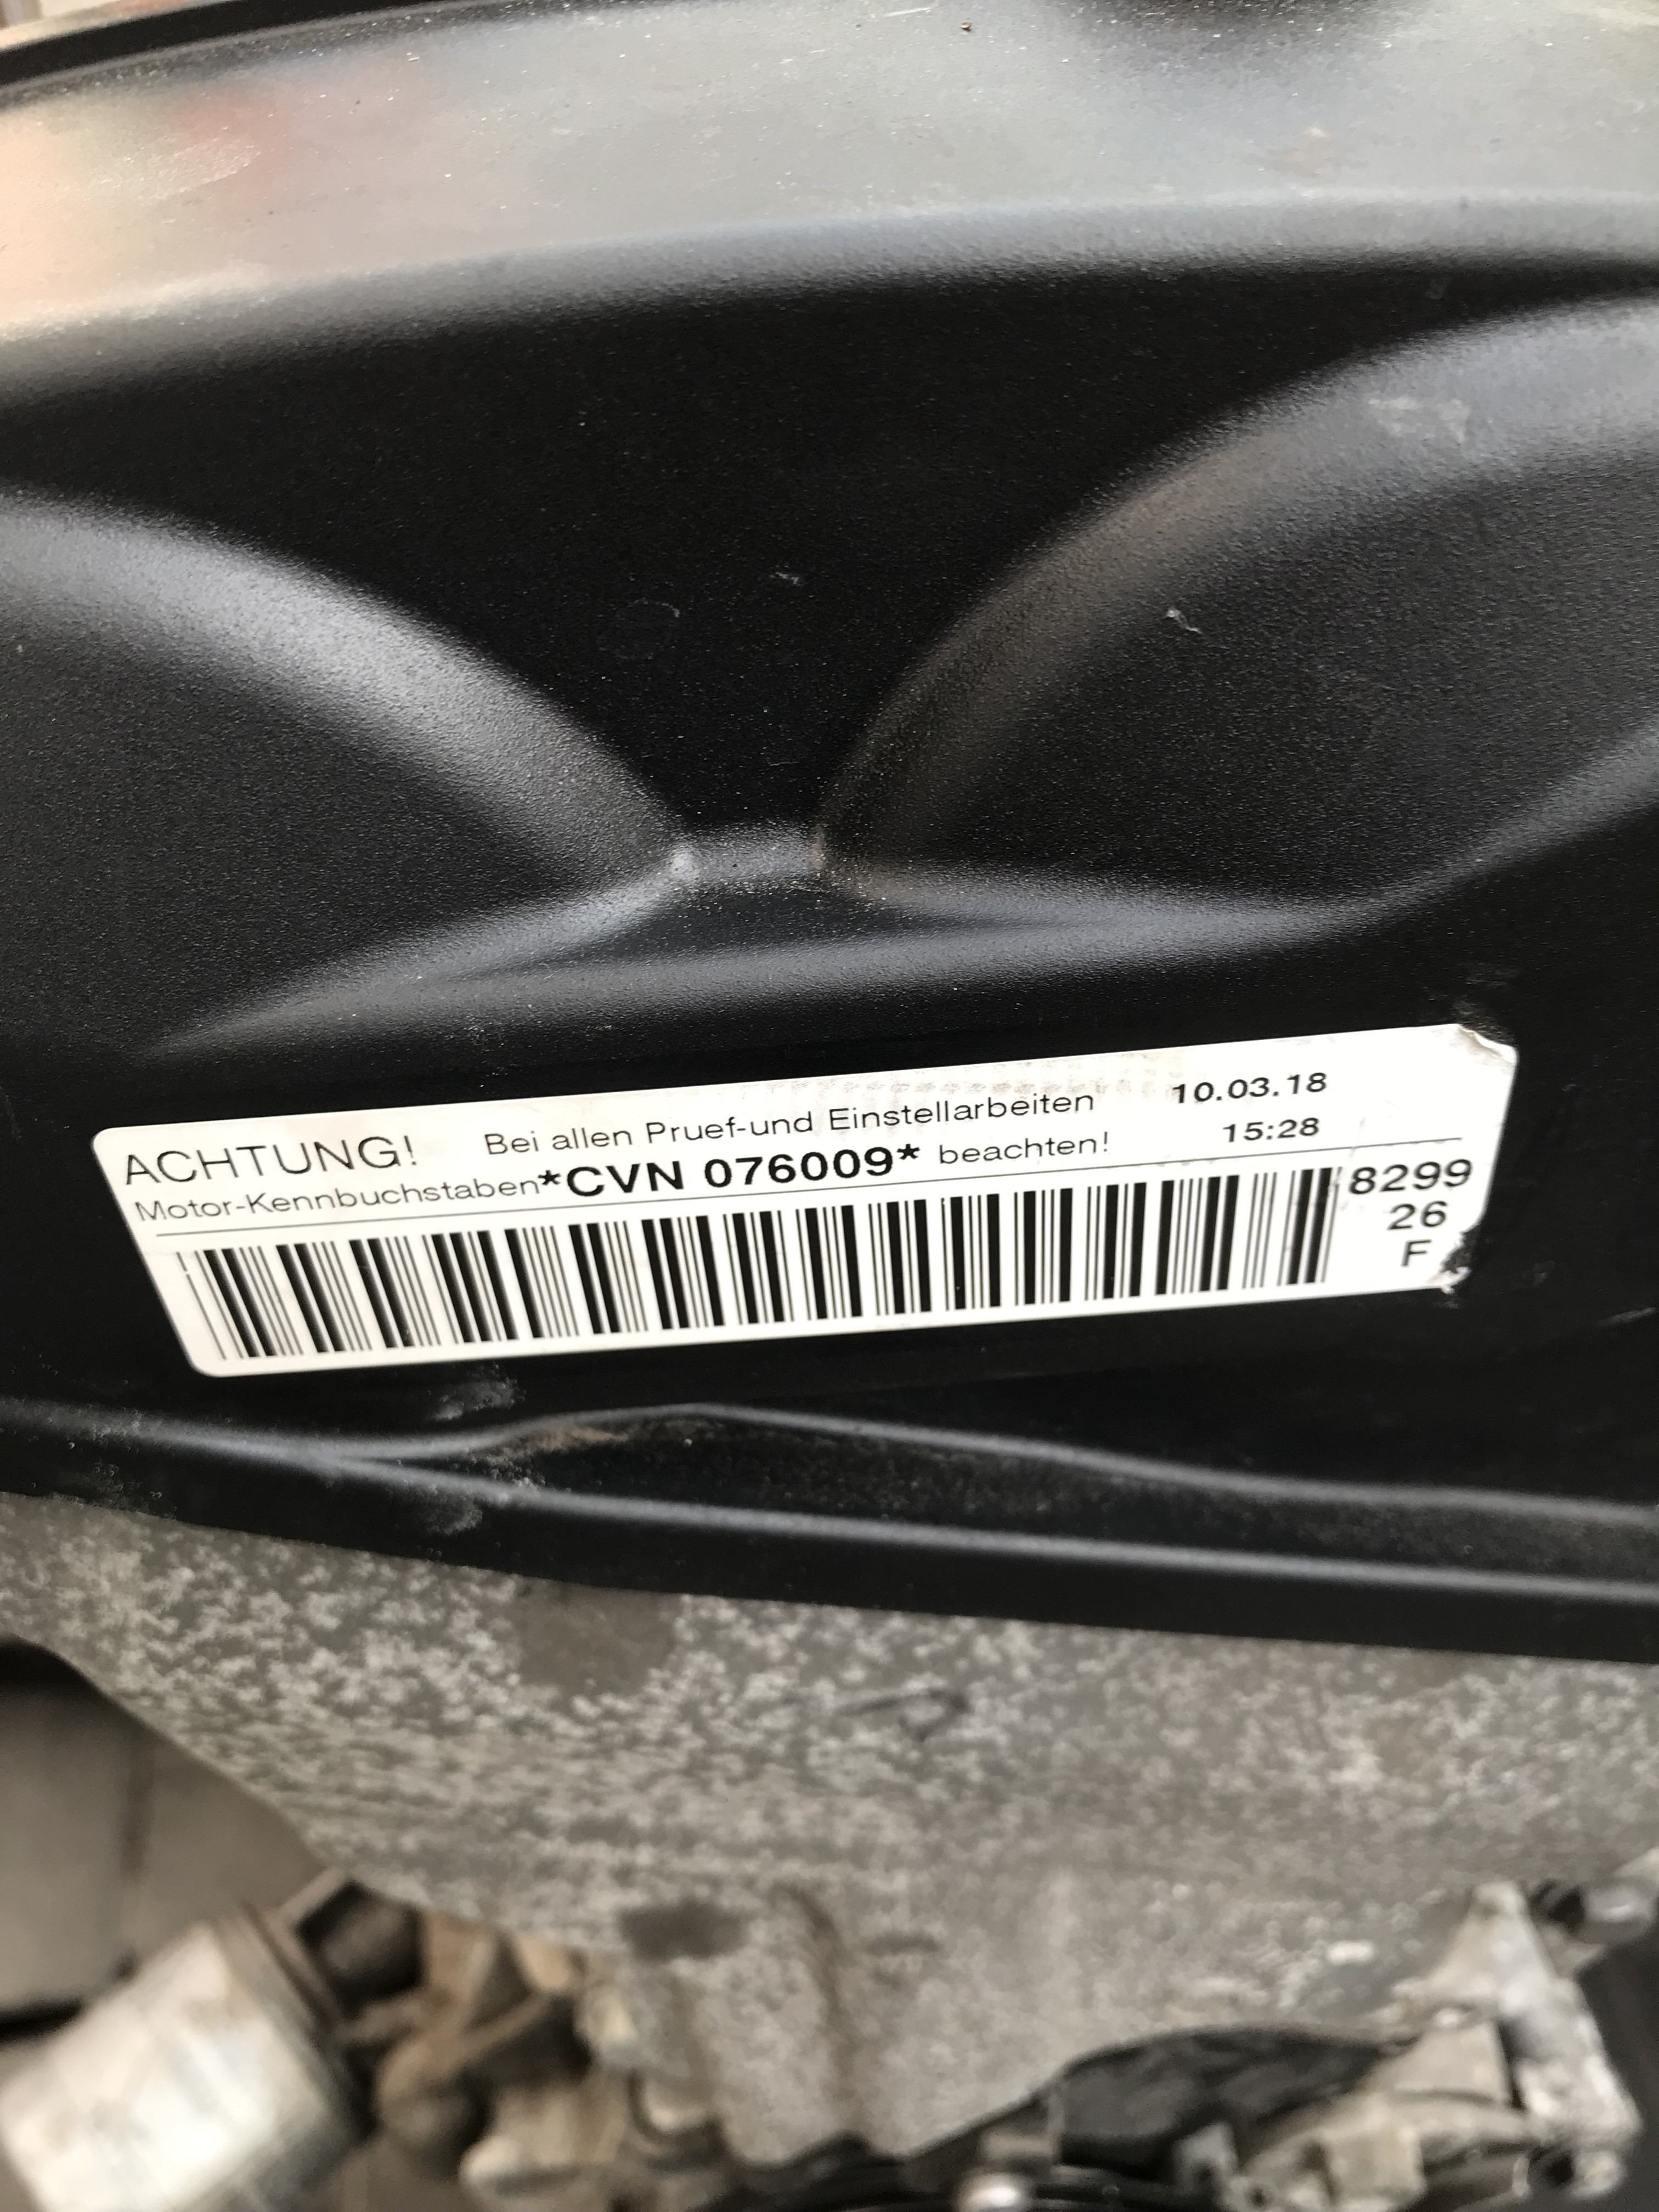 ACHTUNG! Bei allen Pruef-und Einstellarbeiten 10.03.18
Motor-Kennbuchstaben*CVN 076009* beachten! 15:28
8299
26
F